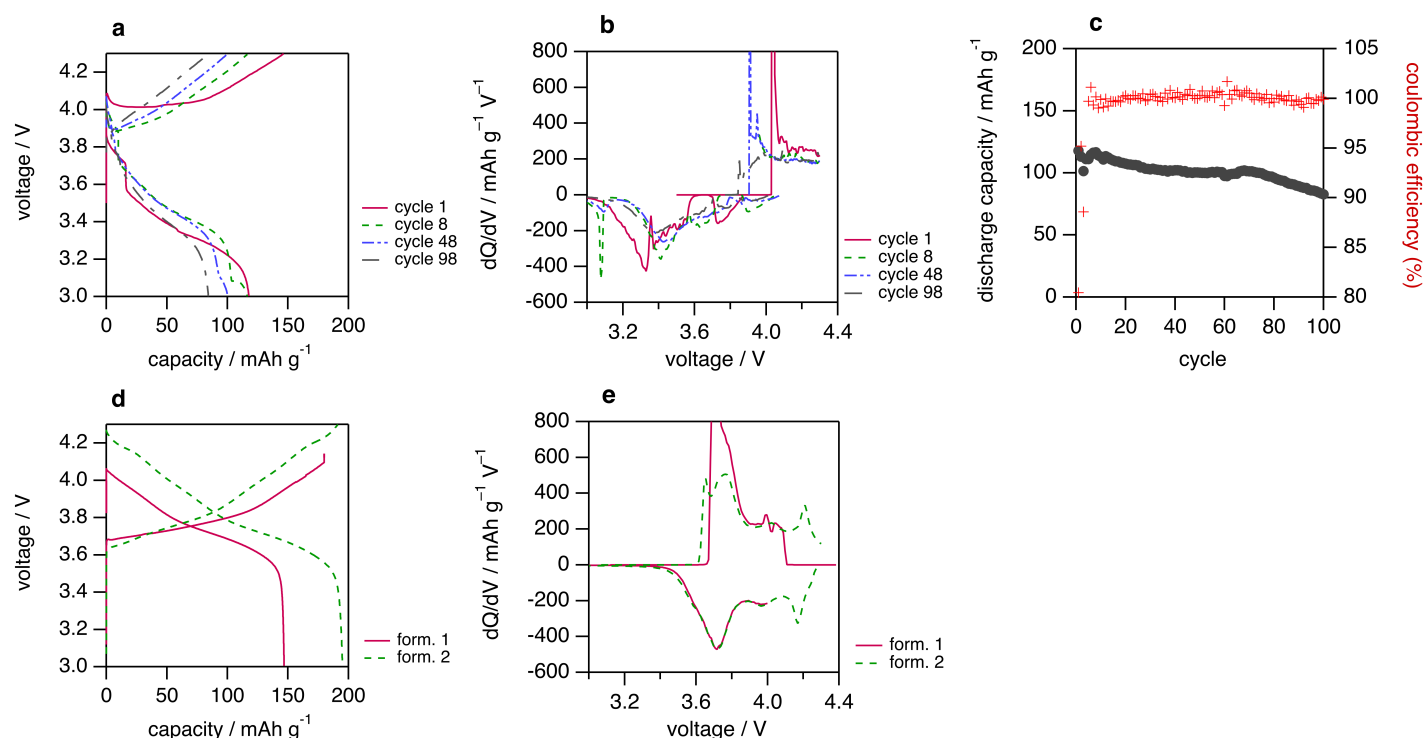 a
4.2
4.0
3.8
3.6
3.4
3.2
3.0
voltage / V
0
50
100
150
200
capacity / mAh g-1
cycle 1
cycle 8
cycle 48
cycle 98
b
800
600
400
200
0
-200
-400
-600
dQ/dV / mAh g-1 V-1
3.2
3.6
4.0
4.4
voltage / V
cycle 1
cycle 8
cycle 48
cycle 98
c
200
150
100
50
0
discharge capacity / mAh g-1
105
100
95
90
85
80
coulombic efficiency (%)
0
20
40
60
80
100
cycle
d
4.2
4.0
3.8
3.6
3.4
3.2
3.0
voltage / V
0
50
100
150
200
capacity / mAh g-1
form. 1
form. 2
e
800
600
400
200
0
-200
-400
-600
dQ/dV / mAh g-1 V-1
3.2
3.6
4.0
4.4
voltage / V
form. 1
form. 2